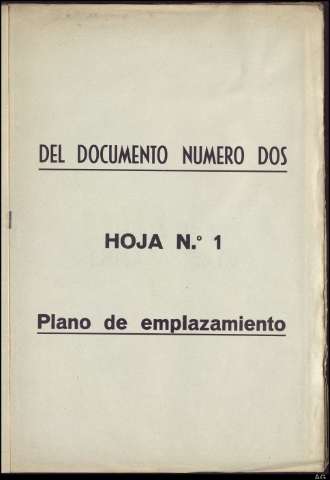 DEL DOCUMENTO NUMERO DOS
HOJA N.º 1
Plano de emplazamiento